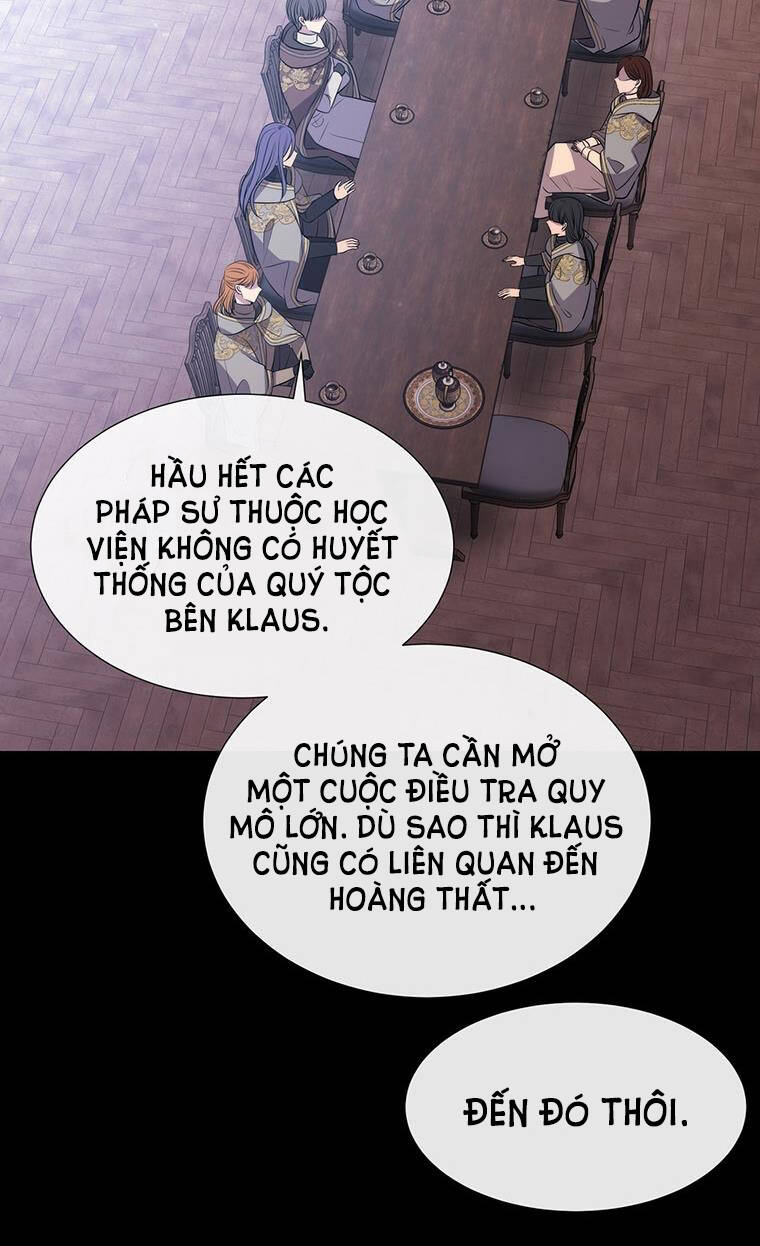 HẦU HẾT CÁC
PHÁP SƯ THUỘC HỌC
VIỆN KHÔNG CÓ HUYẾT
THỐNG CỦA QUÝ TỘC
BÊN KLAUS.
CHÚNG TA CẦN MỞ
MỘT CUỘC ĐIỀU TRA QUY
MÔ LỚN. DÙ SAO THÌ KLAUS
CŨNG CÓ LIÊN QUAN ĐẾN
HOÀNG THẤT...
ĐẾN ĐÓ THÔI.